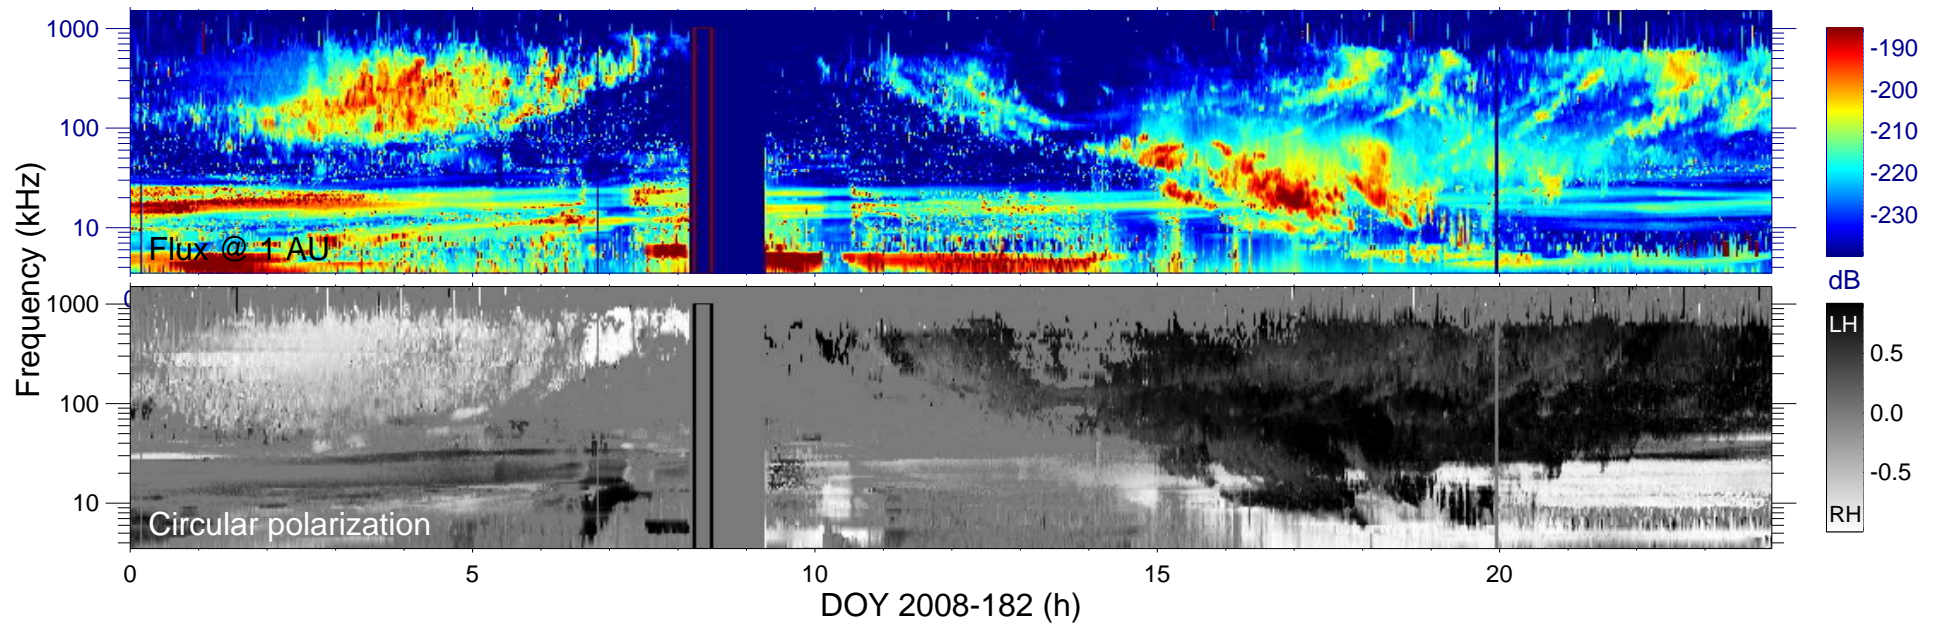 1000
100
10
Flux @ 1 AU
-190
-200
-210
-220
-230
dB
Frequency (kHz)
0
1000
100
10
Circular polarization
LH
0.5
0.0
-0.5
RH
0 5 10 15 20
DOY 2008-182 (h)